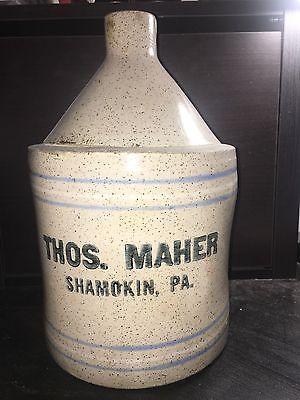 THOS. MAHER
SHAMOKIN, PA.